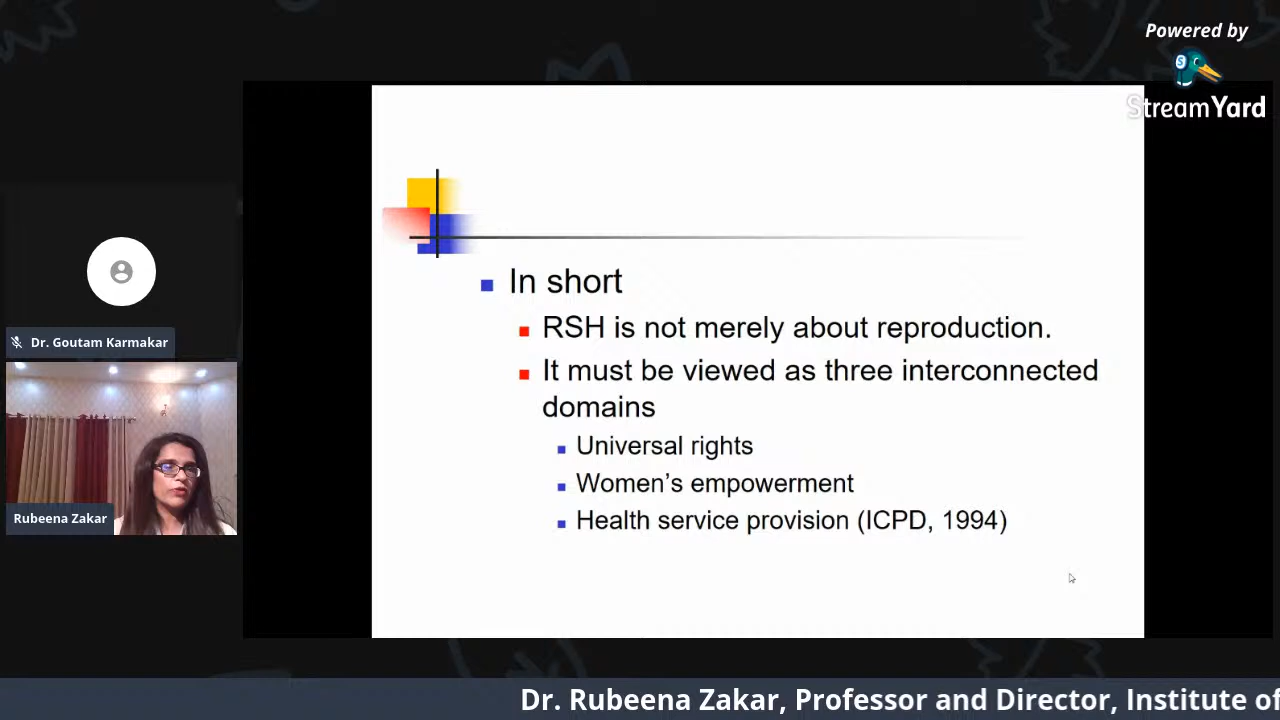 Powered by
StreamYard
In short
RSH is not merely about reproduction.
It must be viewed as three interconnected
domains
Universal rights
Women's empowerment
Health service provision (ICPD, 1994)
Dr. Goutam Karmakar
Rubeena Zakar
Dr. Rubeena Zakar, Professor and Director, Institute of